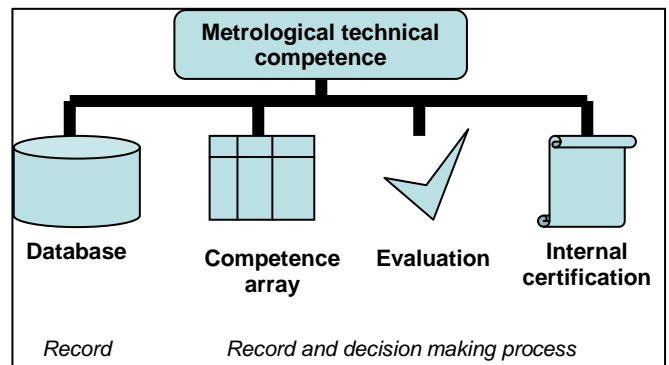 Metrological technical
competence
Database
Competence
array
Evaluation
Internal
certification
Record
Record and decision making process